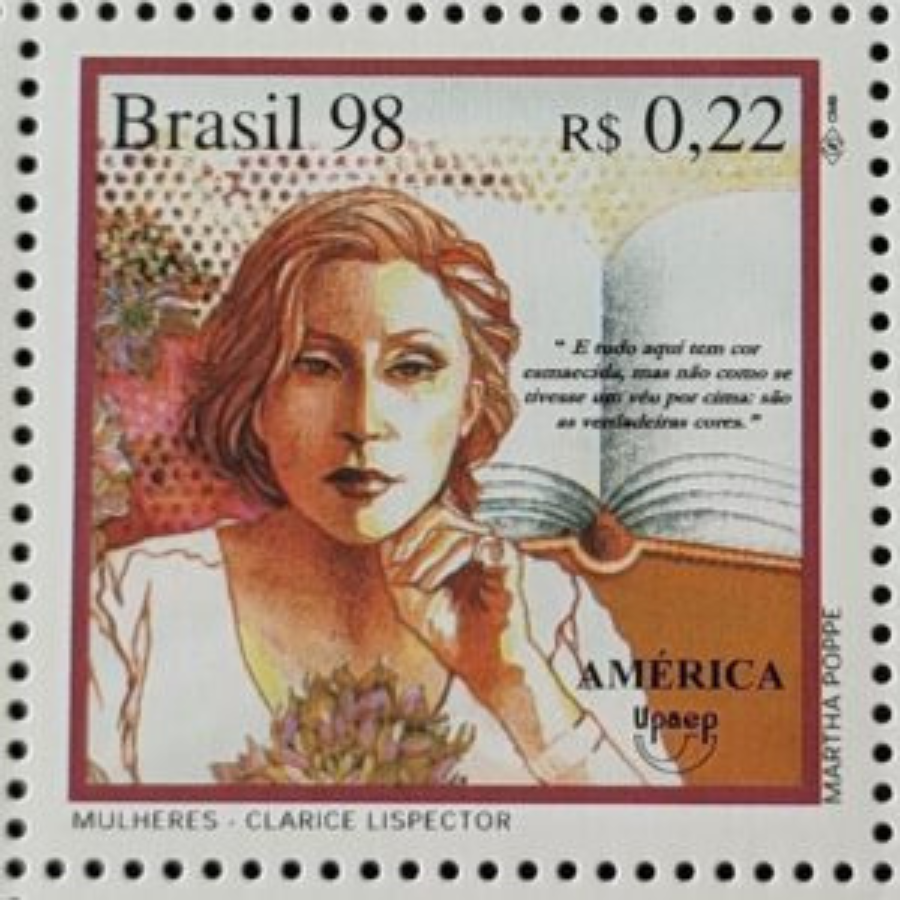 Brasil 98
R$ 0,22
CMB
" E tudo aqui tem cor
esmaecida, mas não como se
tivesse um véu por cima: são
as verdadeiras cores."
AMÉRICA
upaep
MARTHA POPPE
MULHERES - CLARICE LISPECTOR